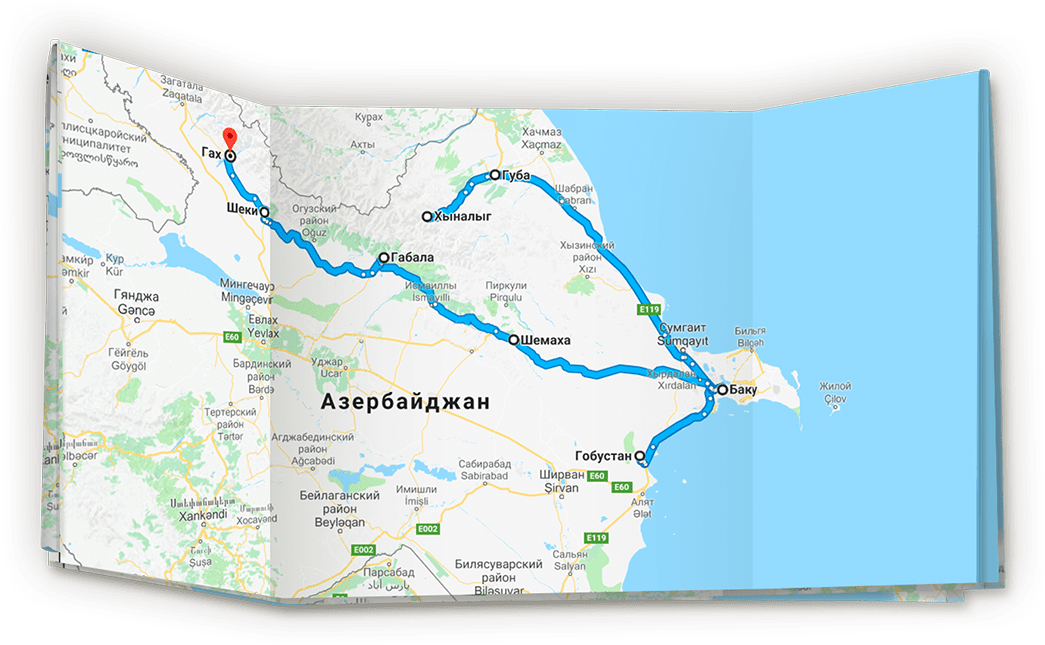 Загатала
Zaqatala
Курах
Ахты
Хачмаз
Xaçmaz
Гах
Губа
Шабран
Хыналыг
Шеки
Огузский
район
Oğuz
Хызинский
район
Xızı
Габала
Кур
Kür
Исмаиллы
İsmayıllı
Пиркули
Pirqulu
Мингечаур
Mingəçevir
Гянджа
Gəncə
E119
Евлах
Yevlax
E60
Шемаха
Сумгаит
Sumqayıt
Бильгя
Bilgəh
Гёйгёль
Göygöl
Уджар
Ucar
Бардинский
район
Bərdə
Хырдалан
Xırdalan
Баку
Жилой
Çilov
Азербайджан
Тертерский
район
Tərtər
Агджабединский
район
Ağcabədi
Гобустан
Сабирабад
Sabirabad
Ширван
Şirvan
E60
E60
Бейлаганский
район
Beyləqan
Имишли
İmişli
Алят
Ələt
Xankəndi
Xocavənd
E002
E119
E002
Şuşa
Сальян
Salyan
Парсабад
پارس آباد
Билясуварский
район
Biləsuvar